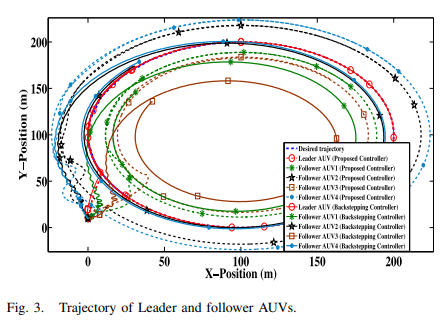 Y-Position (m)
200
150
100
50
0
0
50
100
150
200
X-Position (m)
Desired trajectory
Leader AUV (Proposed Controller)
Follower AUV1 (Proposed Controller)
Follower AUV2 (Proposed Controller)
Follower AUV3 (Proposed Controller)
Follower AUV4 (Proposed Controller)
Leader AUV (Backstepping Controller)
Follower AUV1 (Backstepping Controller)
Follower AUV2 (Backstepping Controller)
Follower AUV3 (Backstepping Controller)
Follower AUV4 (Backstepping Controller)
Fig. 3. Trajectory of Leader and follower AUVs.